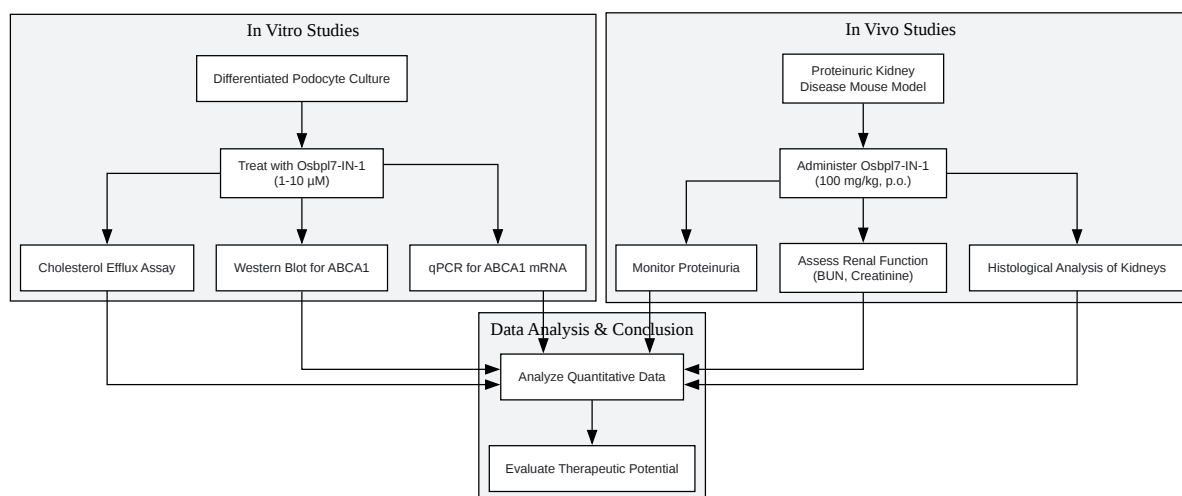 In Vitro Studies
Differentiated Podocyte Culture
Treat with Osbpl7-IN-1
(1-10 µM)
Cholesterol Efflux Assay
Western Blot for ABCA1
qPCR for ABCA1 mRNA
In Vivo Studies
Proteinuric Kidney
Disease Mouse Model
Administer Osbpl7-IN-1
(100 mg/kg, p.o.)
Monitor Proteinuria
Assess Renal Function
(BUN, Creatinine)
Histological Analysis of Kidneys
Data Analysis & Conclusion
Analyze Quantitative Data
Evaluate Therapeutic Potential